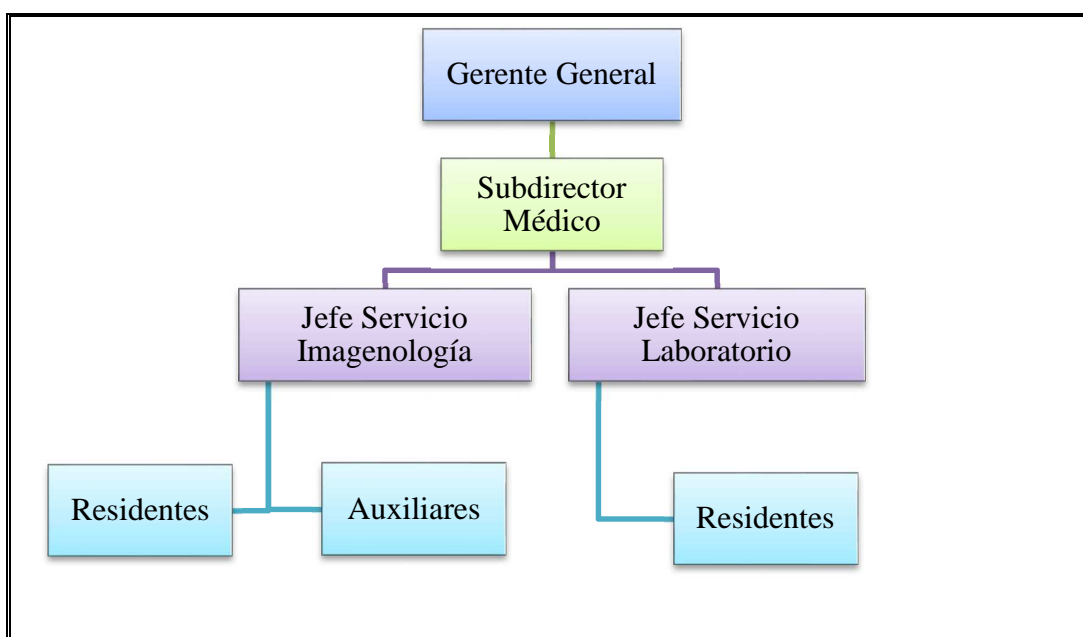 Gerente General
Subdirector
Médico
Jefe Servicio
Imagenología
Jefe Servicio
Laboratorio
Residentes
Auxiliares
Residentes